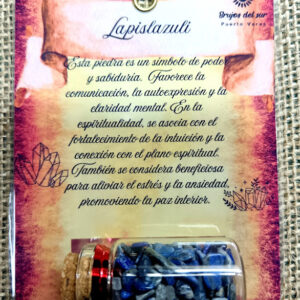 Brujos del sur
Puerto Varas
Lapislazuli
Esta piedra es un símbolo de poder
y sabiduría. Favorece la
comunicación, la autoexpresión y la
claridad mental. En la
espiritualidad, se asocia con el
fortalecimiento de la intuición y la
conexión con el plano espiritual.
También se considera beneficiosa
para aliviar el estrés y la ansiedad,
promoviendo la paz interior.